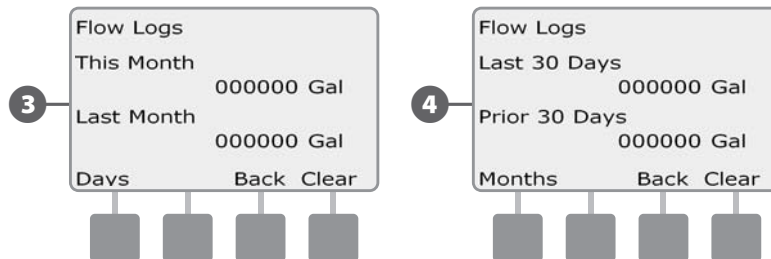 Flow Logs
This Month
000000 Gal
Last Month
000000 Gal
Days Back Clear
3
Flow Logs
Last 30 Days
000000 Gal
Prior 30 Days
000000 Gal
Months Back Clear
4